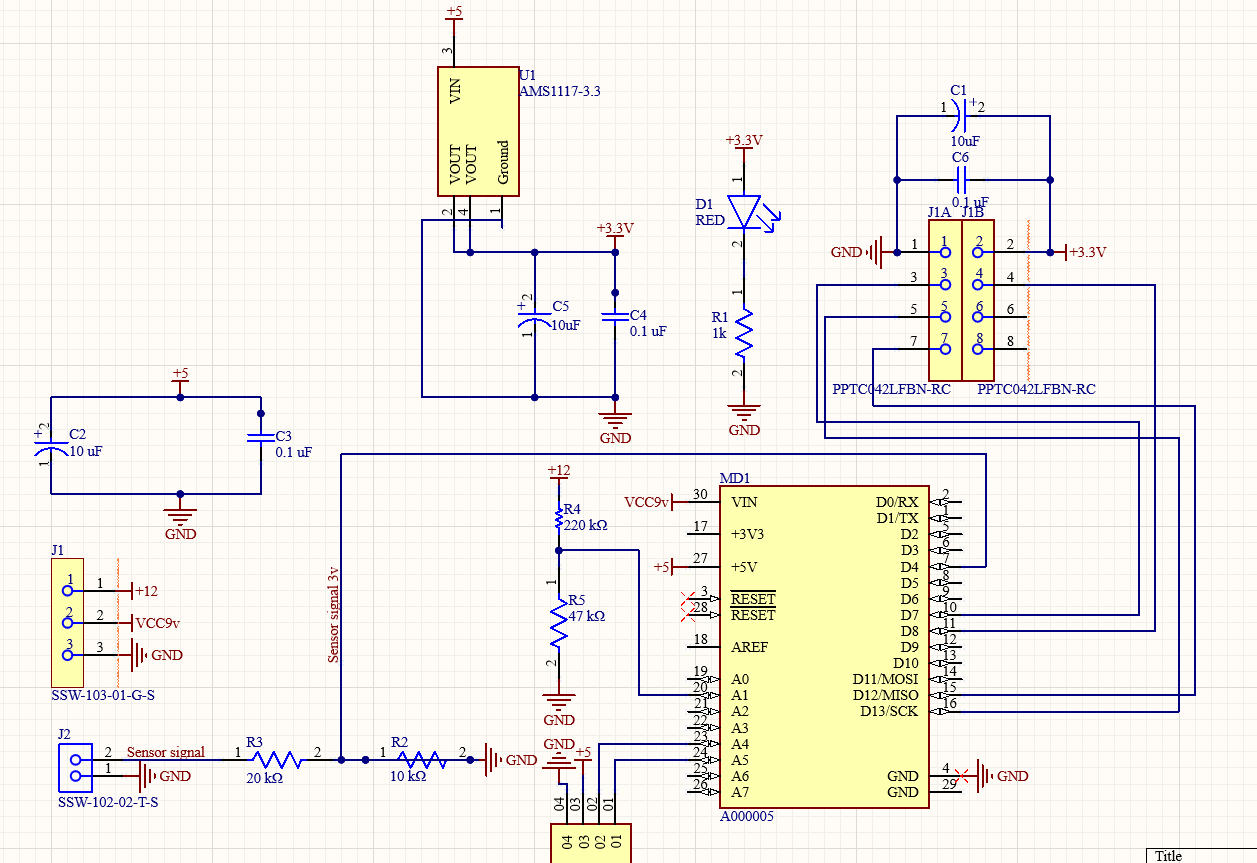 +5
3
VIN
U1
AMS1117-3.3
VOUT
VOUT
Ground
2
4
1
+3.3V
+
2
C5
10uF
1
C4
0.1 uF
GND
+3.3V
1
D1
RED
2
1
R1
1k
2
GND
C1
1
+
2
10uF
C6
0.1 uF
J1A
J1B
GND
1
1
2
2
+3.3V
3
3
4
4
5
5
6
6
7
7
8
8
PPTC042LFBN-RC
PPTC042LFBN-RC
+5
+
2
C2
10 uF
1
C3
0.1 uF
GND
J1
1
1
+12
2
2
VCC9v
3
3
GND
SSW-103-01-G-S
Sensor signal 3v
J2
2
Sensor signal
1
GND
SSW-102-02-T-S
1
R3
2
20 kΩ
1
R2
2
10 kΩ
GND
+12
R4
220 kΩ
1
R5
47 kΩ
2
GND
GND
+5
04
03
02
01
04
03
02
01
MD1
VCC9v
30
VIN
17
+3V3
+5
27
+5V
3
RESET
28
RESET
18
AREF
19
A0
20
A1
21
A2
22
A3
23
A4
24
A5
25
A6
26
A7
D0/RX
2
D1/TX
1
D2
5
D3
6
D4
7
D5
8
D6
9
D7
10
D8
11
D9
12
D10
13
D11/MOSI
14
D12/MISO
15
D13/SCK
16
GND
4
GND
GND
29
A000005
Title